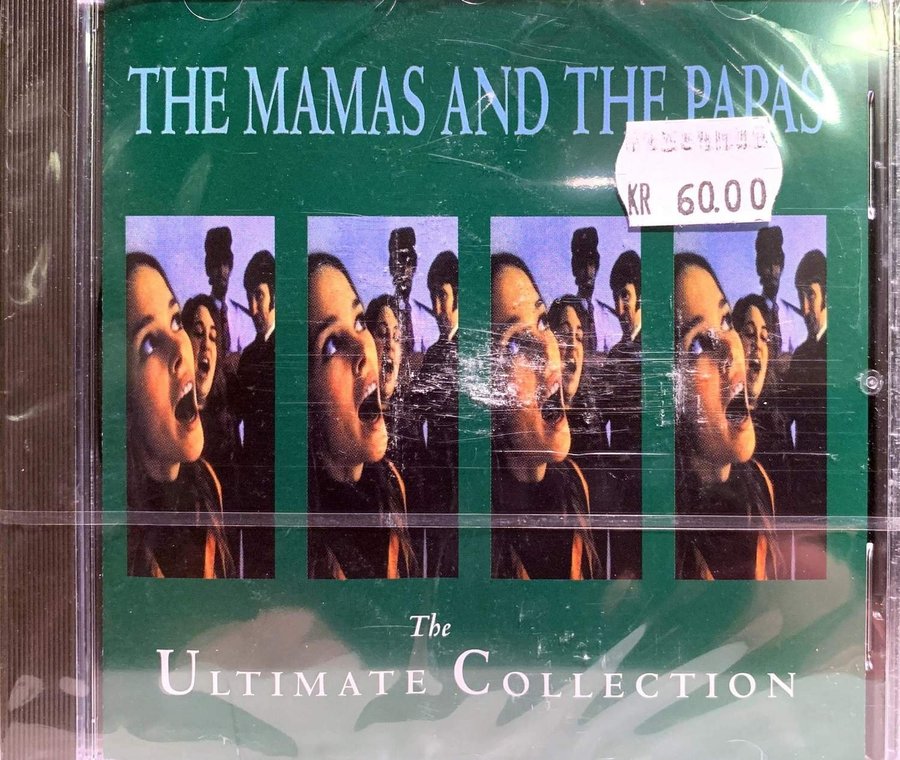 THE MAMAS AND THE PAPAS
KR 60.00
The
ULTIMATE COLLECTION